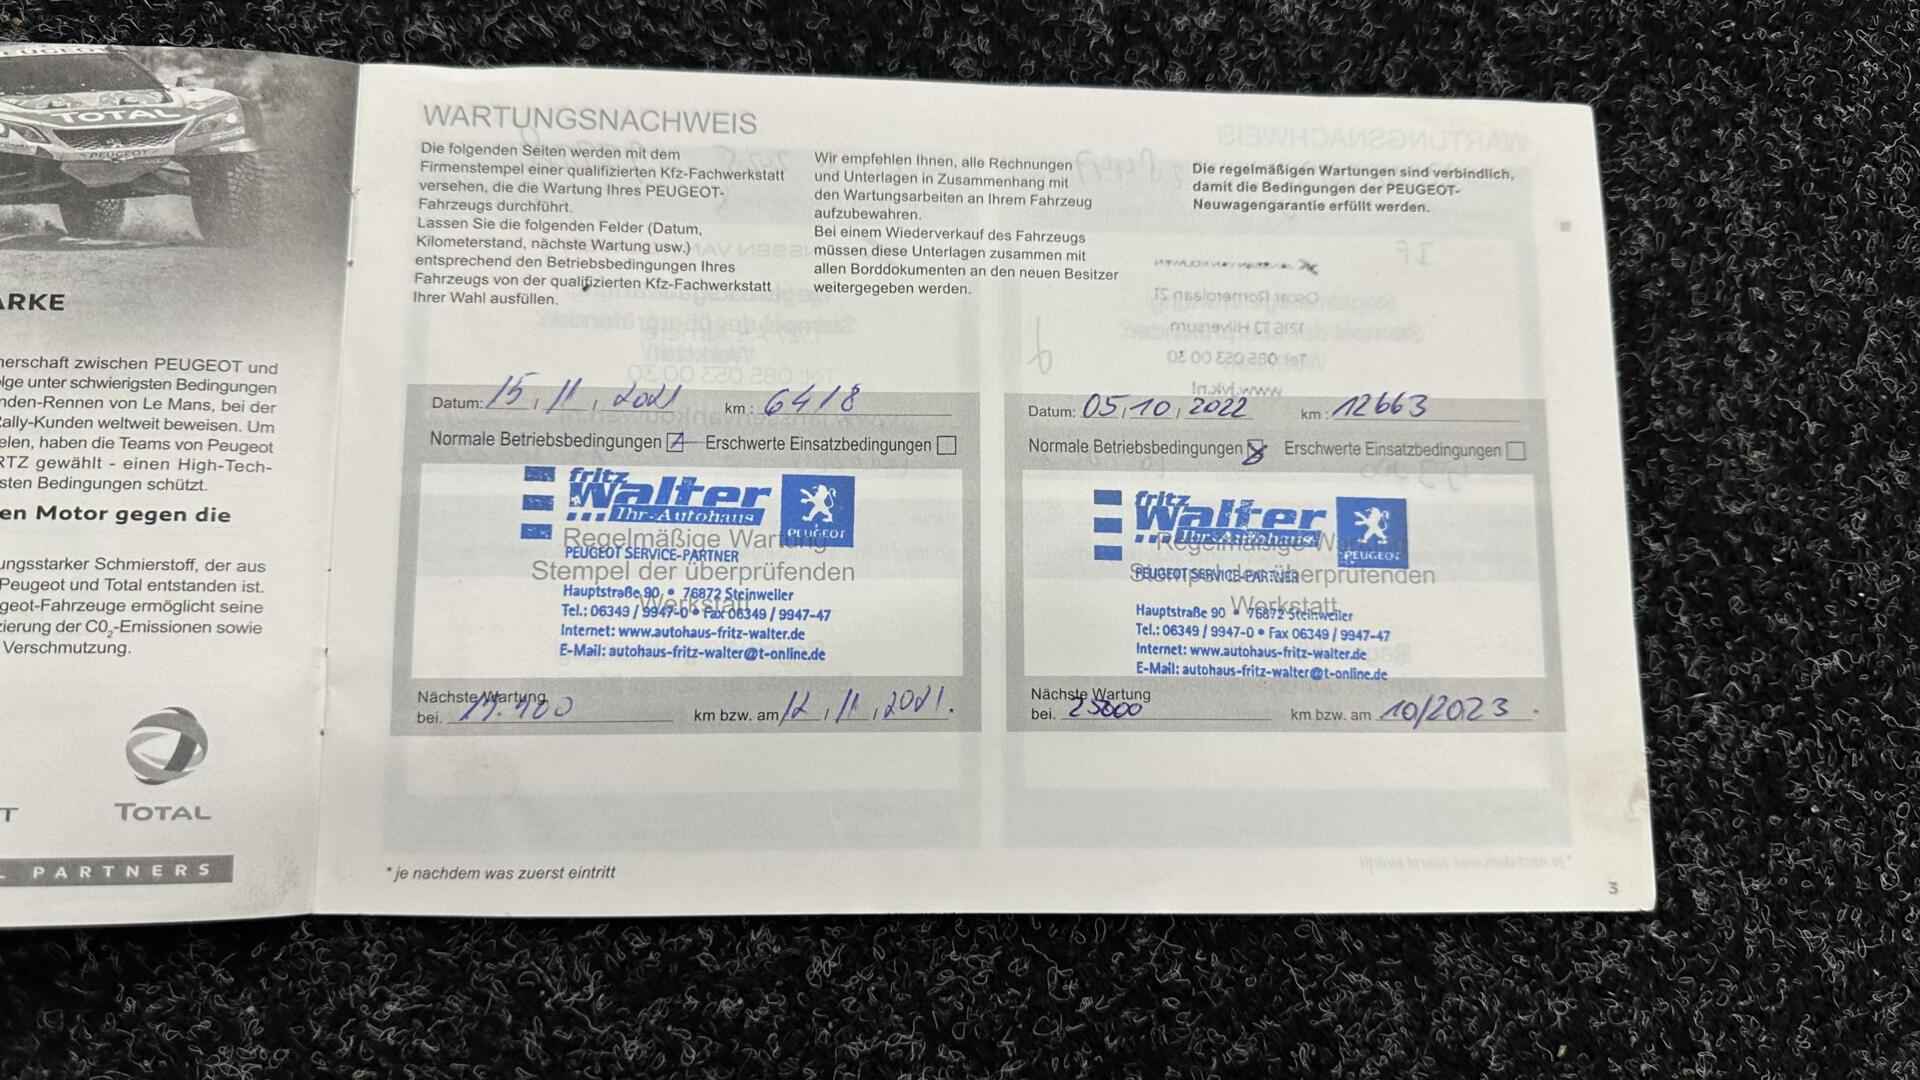 PEUGEOT
TOTAL
PEUGEOT
ARKE
nerschaft zwischen PEUGEOT und
olge unter schwierigsten Bedingungen
nden-Rennen von Le Mans, bei der
Rally-Kunden weltweit beweisen. Um
elen, haben die Teams von Peugeot
RTZ gewählt - einen High-Tech-
sten Bedingungen schützt.
en Motor gegen die
ungsstarker Schmierstoff, der aus
Peugeot und Total entstanden ist.
geot-Fahrzeuge ermöglicht seine
zierung der CO2-Emissionen sowie
Verschmutzung.
T
TOTAL
L PARTNERS
WARTUNGSNACHWEIS
Die folgenden Seiten werden mit dem
Firmenstempel einer qualifizierten Kfz-Fachwerkstatt
versehen, die die Wartung Ihres PEUGEOT-
Fahrzeugs durchführt.
Lassen Sie die folgenden Felder (Datum,
Kilometerstand, nächste Wartung usw.)
entsprechend den Betriebsbedingungen Ihres
Fahrzeugs von der qualifizierten Kfz-Fachwerkstatt
Ihrer Wahl ausfüllen.
Wir empfehlen Ihnen, alle Rechnungen
und Unterlagen in Zusammenhang mit
den Wartungsarbeiten an Ihrem Fahrzeug
aufzubewahren.
Bei einem Wiederverkauf des Fahrzeugs
müssen diese Unterlagen zusammen mit
allen Borddokumenten an den neuen Besitzer
weitergegeben werden.
Die regelmäßigen Wartungen sind verbindlich,
damit die Bedingungen der PEUGEOT-
Neuwagengarantie erfüllt werden.
Datum: 15, 11, 2021 km: 6418
Normale Betriebsbedingungen Erschwerte Einsatzbedingungen
fritz
Walter
Ihr-Autohaus
PEUGEOT
Regelmäßige Wartung
PEUGEOT SERVICE-PARTNER
Stempel der überprüfenden
Hauptstraße 90 • 76872 Steinweiler
Werkstatt
Tel.: 06349 / 9947-0 • Fax 06349 / 9947-47
Internet: www.autohaus-fritz-walter.de
E-Mail: autohaus-fritz-walter@t-online.de
Nächste Wartung
bei. km bzw. am 12, 11, 2021.
Datum: 05, 10, 2022 km: 12663
Normale Betriebsbedingungen Erschwerte Einsatzbedingungen
fritz
Walter
Ihr-Autohaus
PEUGEOT
Regelmäßige
PEUGEOT SERVICE-PARTNER
Stempel der überprüfenden
Werkstatt
Hauptstraße 90 • 76872 Steinweiler
Tel.: 06349 / 9947-0 • Fax 06349 / 9947-47
Internet: www.autohaus-fritz-walter.de
E-Mail: autohaus-fritz-walter@t-online.de
Nächste Wartung
bei. 25000 km bzw. am 10/2023.
*je nachdem was zuerst eintritt
3